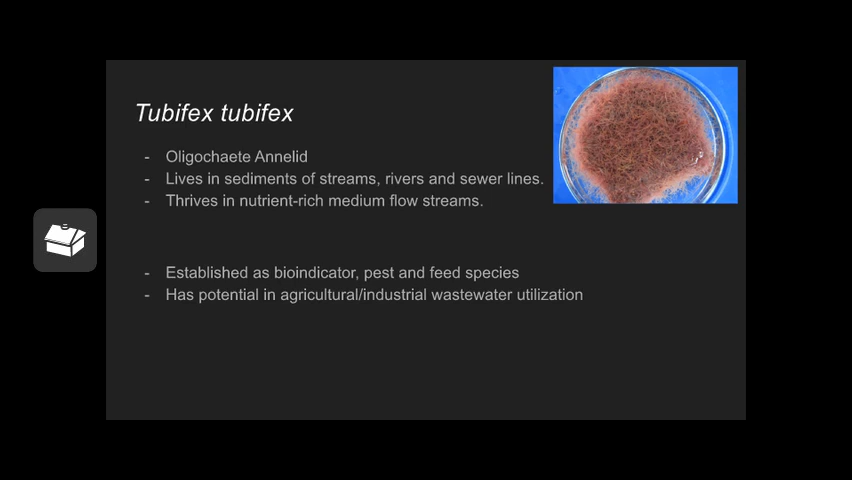 Tubifex tubifex
- Oligochaete Annelid
- Lives in sediments of streams, rivers and sewer lines.
- Thrives in nutrient-rich medium flow streams.
- Established as bioindicator, pest and feed species
- Has potential in agricultural/industrial wastewater utilization